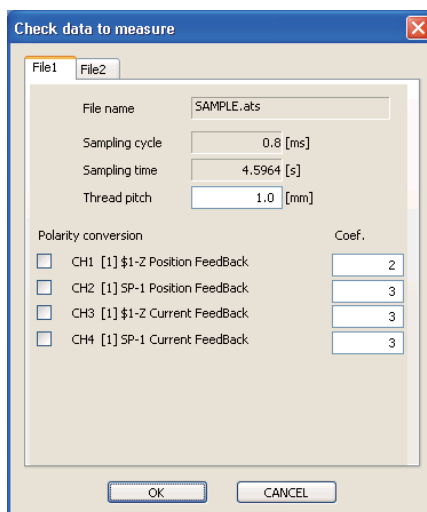 Check data to measure
File1 File2
File name SAMPLE.ats
Sampling cycle 0.8 [ms]
Sampling time 4.5964 [s]
Thread pitch 1.0 [mm]
Polarity conversion Coef.
CH1 [1] $1-Z Position FeedBack 2
CH2 [1] SP-1 Position FeedBack 3
CH3 [1] $1-Z Current FeedBack 3
CH4 [1] SP-1 Current FeedBack 3
OK CANCEL